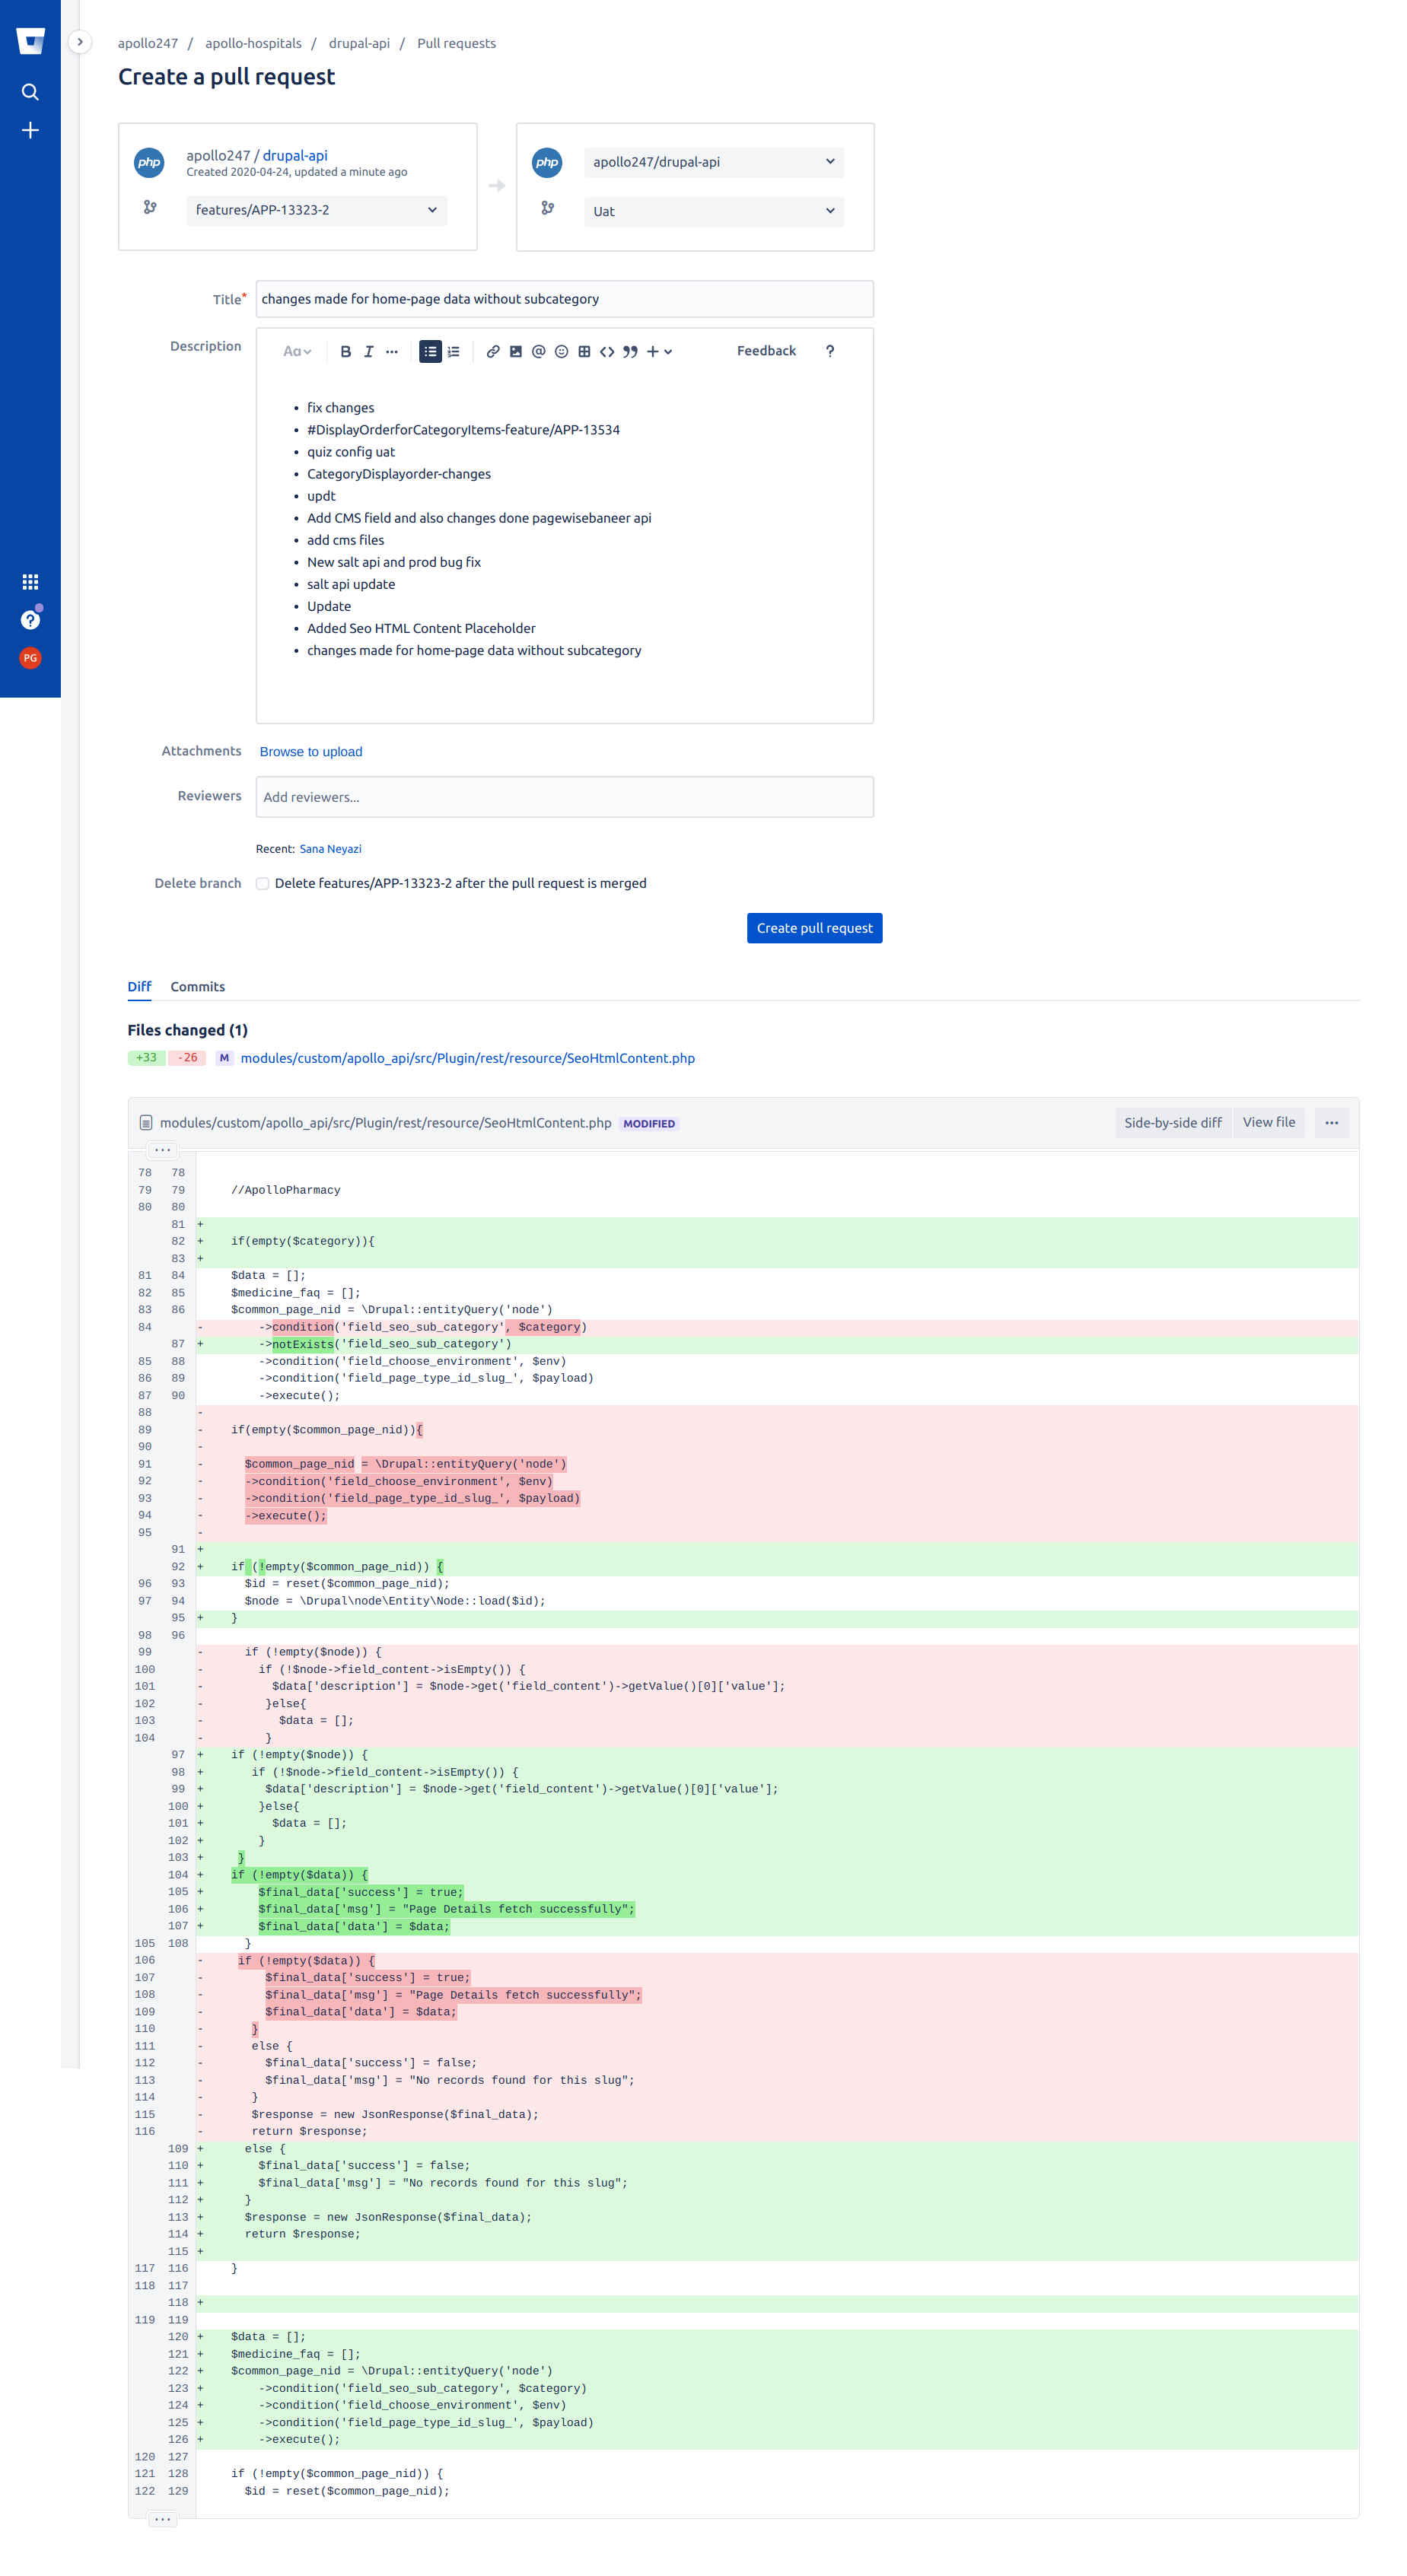 apollo247 / apollo-hospitals / drupal-api / Pull requests
Create a pull request
php
apollo247 / drupal-api
Created 2020-04-24, updated a minute ago
features/APP-13323-2
php
apollo247/drupal-api
Uat
Title*
changes made for home-page data without subcategory
Description
Aa B I ••• Feedback ?
• fix changes
• #DisplayOrderforCategoryItems-feature/APP-13534
• quiz config uat
• CategoryDisplayorder-changes
• updt
• Add CMS field and also changes done pagewisebaneer api
• add cms files
• New salt api and prod bug fix
• salt api update
• Update
• Added Seo HTML Content Placeholder
• changes made for home-page data without subcategory
PG
Attachments Browse to upload
Reviewers Add reviewers...
Recent: Sana Neyazi
Delete branch Delete features/APP-13323-2 after the pull request is merged
Create pull request
Diff Commits
Files changed (1)
+33 -26 M modules/custom/apollo_api/src/Plugin/rest/resource/SeoHtmlContent.php
modules/custom/apollo_api/src/Plugin/rest/resource/SeoHtmlContent.php MODIFIED Side-by-side diff View file •••
...
78 78
79 79 //ApolloPharmacy
80 80
81 +
82 + if(empty($category)){
83 +
81 84 $data = [];
82 85 $medicine_faq = [];
83 86 $common_page_nid = \Drupal::entityQuery('node')
84 - ->condition('field_seo_sub_category', $category)
87 + ->notExists('field_seo_sub_category')
85 88 ->condition('field_choose_environment', $env)
86 89 ->condition('field_page_type_id_slug_', $payload)
87 90 ->execute();
88 -
89 - if(empty($common_page_nid)){
90 -
91 - $common_page_nid = \Drupal::entityQuery('node')
92 - ->condition('field_choose_environment', $env)
93 - ->condition('field_page_type_id_slug_', $payload)
94 - ->execute();
95 -
91 +
92 + if (!empty($common_page_nid)) {
96 93 $id = reset($common_page_nid);
97 94 $node = \Drupal\node\Entity\Node::load($id);
95 + }
98 96
99 - if (!empty($node)) {
100 - if (!$node->field_content->isEmpty()) {
101 - $data['description'] = $node->get('field_content')->getValue()[0]['value'];
102 - }else{
103 - $data = [];
104 - }
97 + if (!empty($node)) {
98 + if (!$node->field_content->isEmpty()) {
99 + $data['description'] = $node->get('field_content')->getValue()[0]['value'];
100 + }else{
101 + $data = [];
102 + }
103 + }
104 + if (!empty($data)) {
105 + $final_data['success'] = true;
106 + $final_data['msg'] = "Page Details fetch successfully";
107 + $final_data['data'] = $data;
105 108 }
106 - if (!empty($data)) {
107 - $final_data['success'] = true;
108 - $final_data['msg'] = "Page Details fetch successfully";
109 - $final_data['data'] = $data;
110 - }
111 - else {
112 - $final_data['success'] = false;
113 - $final_data['msg'] = "No records found for this slug";
114 - }
115 - $response = new JsonResponse($final_data);
116 - return $response;
109 + else {
110 + $final_data['success'] = false;
111 + $final_data['msg'] = "No records found for this slug";
112 + }
113 + $response = new JsonResponse($final_data);
114 + return $response;
115 +
117 116 }
118 117
118 +
119 119
120 + $data = [];
121 + $medicine_faq = [];
122 + $common_page_nid = \Drupal::entityQuery('node')
123 + ->condition('field_seo_sub_category', $category)
124 + ->condition('field_choose_environment', $env)
125 + ->condition('field_page_type_id_slug_', $payload)
126 + ->execute();
120 127
121 128 if (!empty($common_page_nid)) {
122 129 $id = reset($common_page_nid);
...